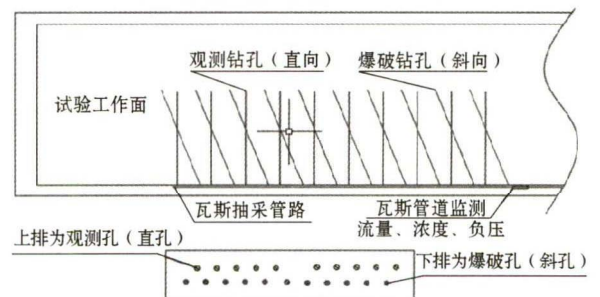 观测钻孔（直向）
爆破钻孔（斜向）
试验工作面
瓦斯抽采管路
瓦斯管道监测
流量、浓度、负压
上排为观测孔（直孔）
下排为爆破孔（斜孔）